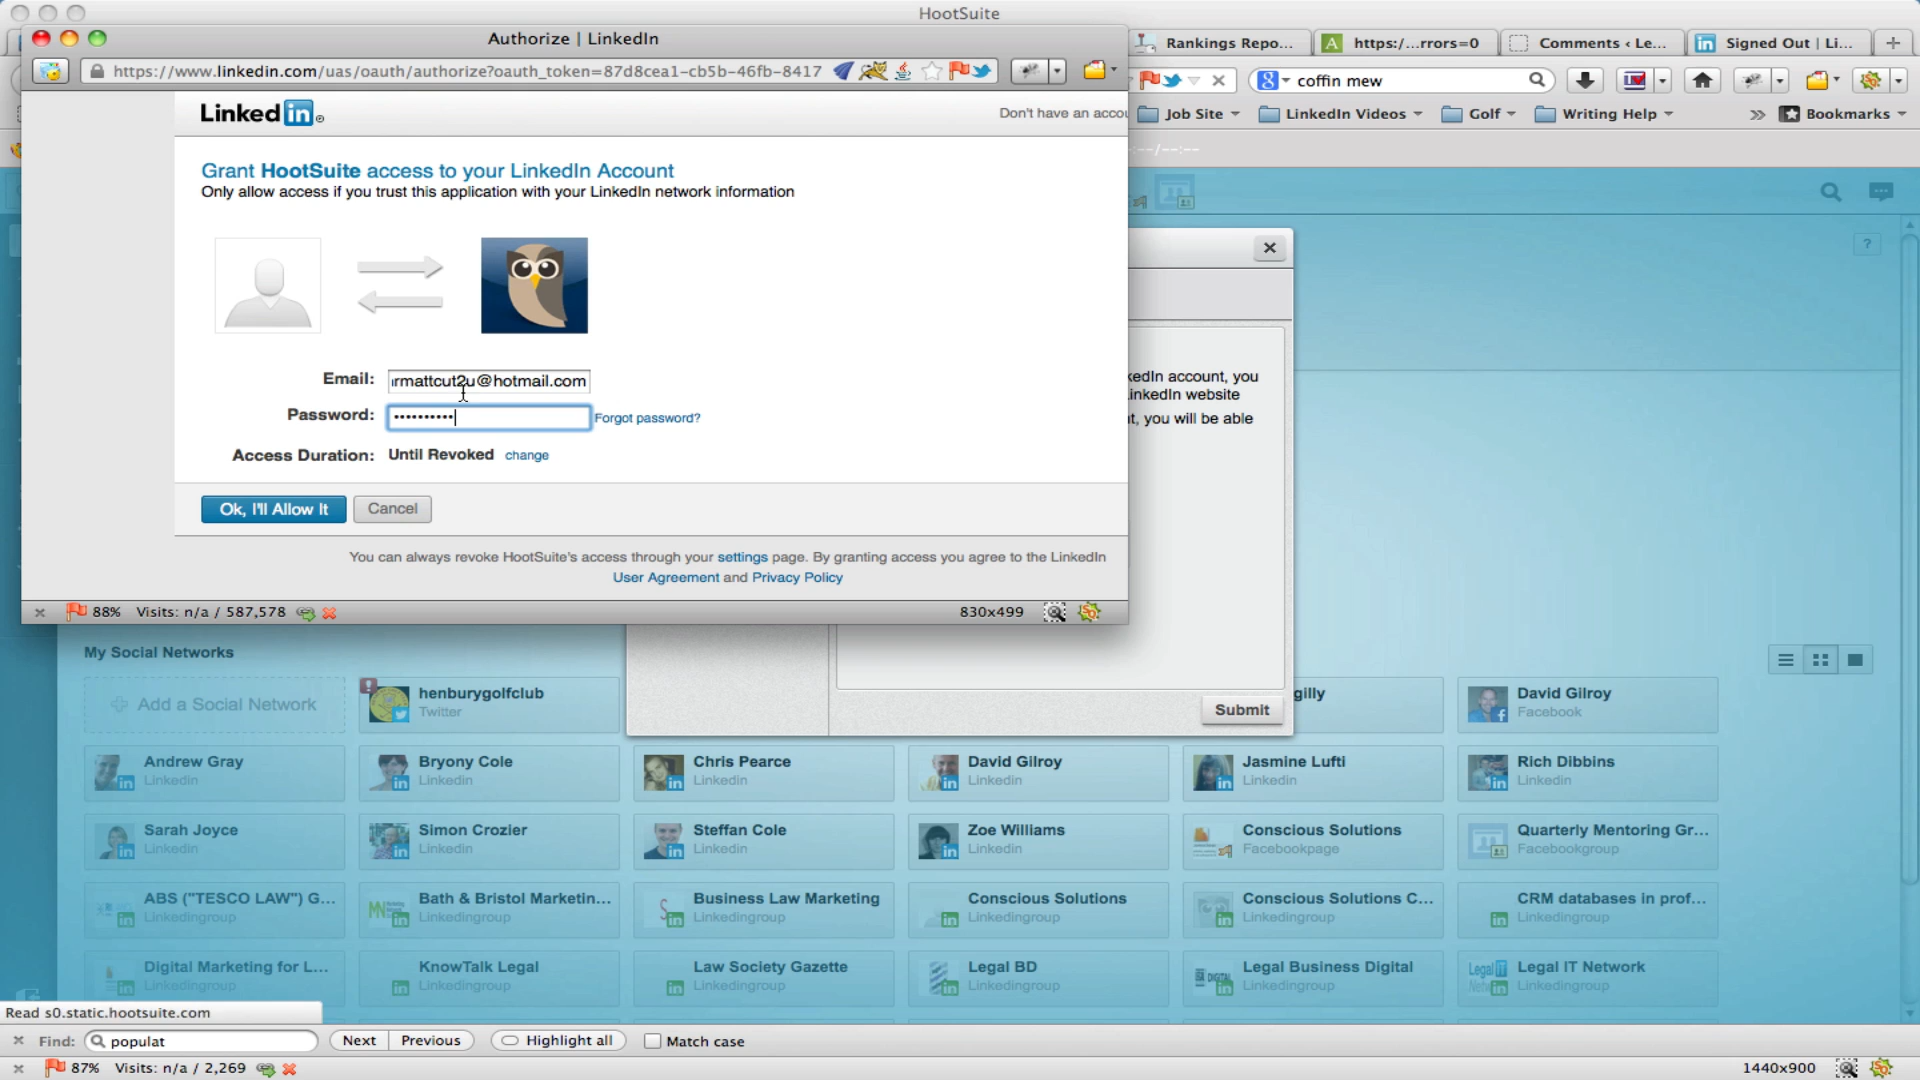 HootSuite
Authorize | LinkedIn
Rankings Repo...
https:/...rrors=0
Comments ‹ Le...
Signed Out | Li...
https://www.linkedin.com/uas/oauth/authorize?oauth_token=87d8cea1-cb5b-46fb-8417
coffin mew
Job Site
LinkedIn Videos
Golf
Writing Help
Bookmarks
Linked in
Don't have an accou
--/--:--
Grant HootSuite access to your LinkedIn Account
Only allow access if you trust this application with your LinkedIn network information
Email:
rmattcut2u@hotmail.com
Password:
Forgot password?
Access Duration: Until Revoked change
Ok, I'll Allow It
Cancel
You can always revoke HootSuite's access through your settings page. By granting access you agree to the LinkedIn
User Agreement and Privacy Policy
88% Visits: n/a / 587,578
830x499
kedIn account, you
inkedIn website
t, you will be able
Submit
My Social Networks
Add a Social Network
henburygolfclub
Twitter
gilly
David Gilroy
Facebook
Andrew Gray
Linkedin
Bryony Cole
Linkedin
Chris Pearce
Linkedin
David Gilroy
Linkedin
Jasmine Lufti
Linkedin
Rich Dibbins
Linkedin
Sarah Joyce
Linkedin
Simon Crozier
Linkedin
Steffan Cole
Linkedin
Zoe Williams
Linkedin
Conscious Solutions
Facebookpage
Quarterly Mentoring Gr...
Facebookgroup
ABS ("TESCO LAW") G...
Linkedingroup
Bath & Bristol Marketin...
Linkedingroup
Business Law Marketing
Linkedingroup
Conscious Solutions
Linkedingroup
Conscious Solutions C...
Linkedingroup
CRM databases in prof...
Linkedingroup
Digital Marketing for L...
Linkedingroup
KnowTalk Legal
Linkedingroup
Law Society Gazette
Linkedingroup
Legal BD
Linkedingroup
Legal Business Digital
Linkedingroup
Legal IT Network
Linkedingroup
Read s0.static.hootsuite.com
Find:
populat
Next
Previous
Highlight all
Match case
87% Visits: n/a / 2,269
1440x900